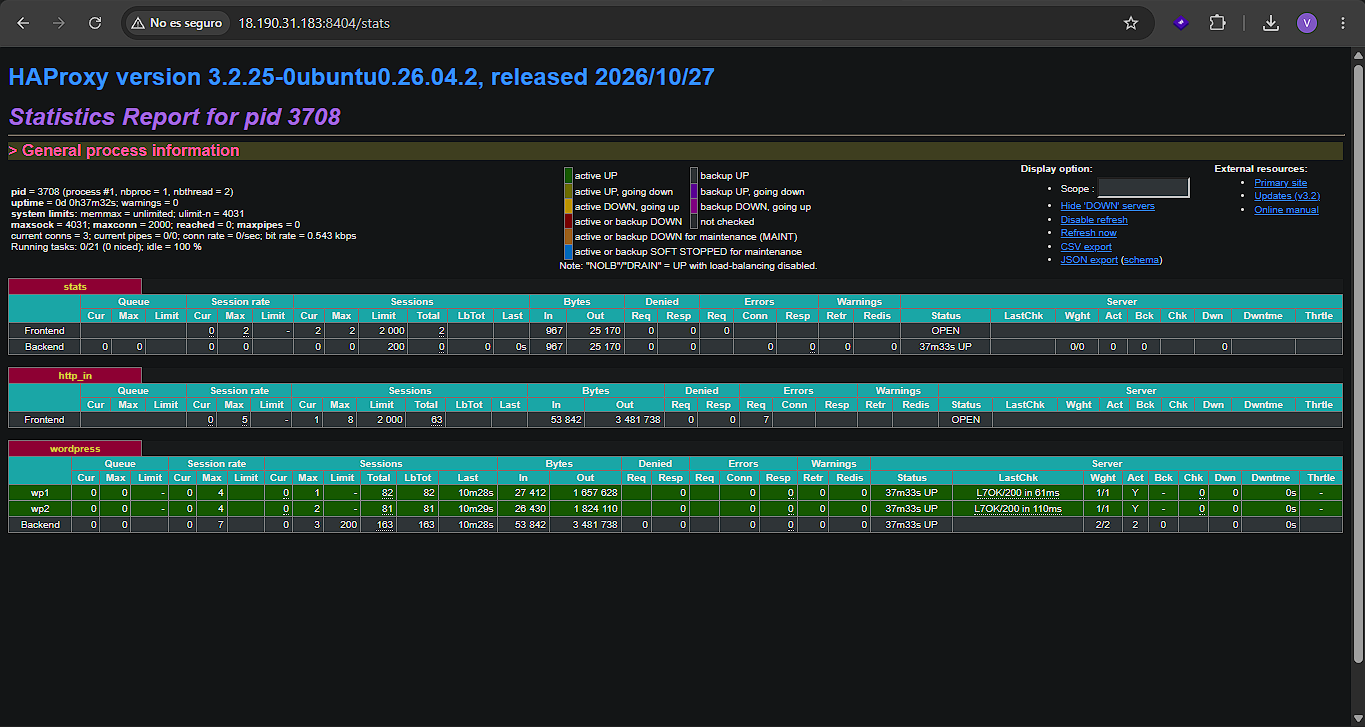 No es seguro 18.190.31.183:8404/stats V
HAProxy version 3.2.25-0ubuntu0.26.04.2, released 2026/10/27
Statistics Report for pid 3708
> General process information
pid = 3708 (process #1, nbproc = 1, nbthread = 2)
uptime = 0d 0h37m32s; warnings = 0
system limits: memmax = unlimited; ulimit-n = 4031
maxsock = 4031; maxconn = 2000; reached = 0; maxpipes = 0
current conns = 3; current pipes = 0/0; conn rate = 0/sec; bit rate = 0.543 kbps
Running tasks: 0/21 (0 niced); idle = 100 %
active UP backup UP
active UP, going down backup UP, going down
active DOWN, going up backup DOWN, going up
active or backup DOWN not checked
active or backup DOWN for maintenance (MAINT)
active or backup SOFT STOPPED for maintenance
Note: "NOLB"/"DRAIN" = UP with load-balancing disabled.
Display option:
Scope :
Hide 'DOWN' servers
Disable refresh
Refresh now
CSV export
JSON export (schema)
External resources:
Primary site
Updates (v3.2)
Online manual
stats
Queue Session rate Sessions Bytes Denied Errors Warnings Server
Cur Max Limit Cur Max Limit Cur Max Limit Total LbTot Last In Out Req Resp Req Conn Resp Retr Redis Status LastChk Wght Act Bck Chk Dwn Dwntme Thrtle
Frontend 0 2 - 2 2 2 000 2 967 25 170 0 0 0 OPEN
Backend 0 0 0 0 0 0 200 0 0 0s 967 25 170 0 0 0 0 0 0 37m33s UP 0/0 0 0 0
http_in
Queue Session rate Sessions Bytes Denied Errors Warnings Server
Cur Max Limit Cur Max Limit Cur Max Limit Total LbTot Last In Out Req Resp Req Conn Resp Retr Redis Status LastChk Wght Act Bck Chk Dwn Dwntme Thrtle
Frontend 0 5 - 1 8 2 000 63 53 842 3 481 738 0 0 7 OPEN
wordpress
Queue Session rate Sessions Bytes Denied Errors Warnings Server
Cur Max Limit Cur Max Limit Cur Max Limit Total LbTot Last In Out Req Resp Req Conn Resp Retr Redis Status LastChk Wght Act Bck Chk Dwn Dwntme Thrtle
wp1 0 0 - 0 4 0 1 - 82 82 10m28s 27 412 1 657 628 0 0 0 0 0 37m33s UP L7OK/200 in 61ms 1/1 Y - 0 0 0s -
wp2 0 0 - 0 4 0 2 - 81 81 10m29s 26 430 1 824 110 0 0 0 0 0 37m33s UP L7OK/200 in 110ms 1/1 Y - 0 0 0s -
Backend 0 0 0 7 0 3 200 163 163 10m28s 53 842 3 481 738 0 0 0 0 0 0 37m33s UP 2/2 2 0 0 0s